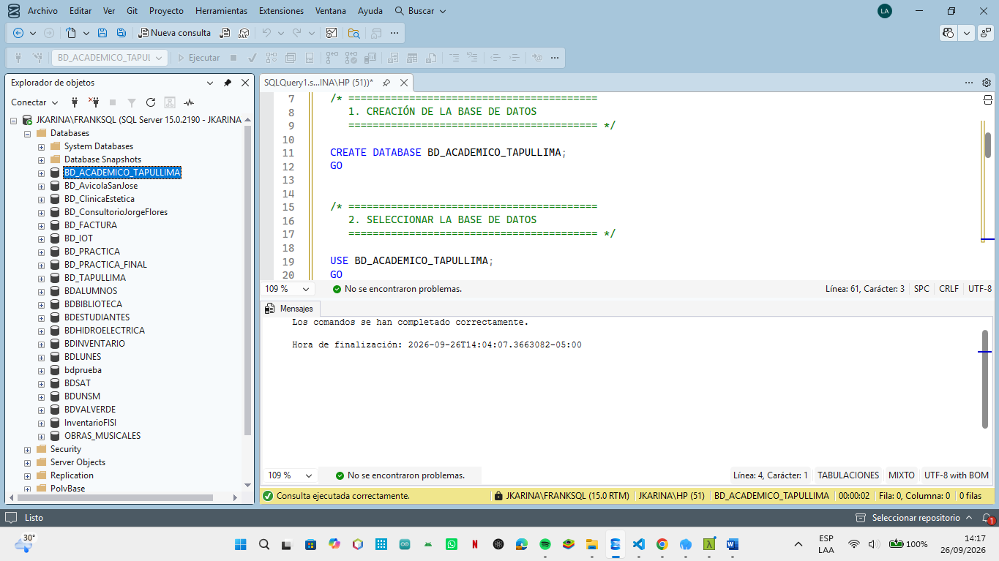 Archivo Editar Ver Git Proyecto Herramientas Extensiones Ventana Ayuda Buscar LA
Nueva consulta DAX
BD_ACADEMICO_TAPUL Ejecutar
Explorador de objetos
Conectar
JKARINA\FRANKSQL (SQL Server 15.0.2190 - JKARINA
Databases
System Databases
Database Snapshots
BD_ACADEMICO_TAPULLIMA
BD_AvicolaSanJose
BD_ClinicaEstetica
BD_ConsultorioJorgeFlores
BD_FACTURA
BD_IOT
BD_PRACTICA
BD_PRACTICA_FINAL
BD_TAPULLIMA
BDALUMNOS
BDBIBLIOTECA
BDESTUDIANTES
BDHIDROELECTRICA
BDINVENTARIO
BDLUNES
bdprueba
BDSAT
BDUNSM
BDVALVERDE
InventarioFISI
OBRAS_MUSICALES
Security
Server Objects
Replication
PolyBase
SQLQuery1.s...INA\HP (51))*
7 /* =========================================
8 1. CREACIÓN DE LA BASE DE DATOS
9 ========================================= */
10
11 CREATE DATABASE BD_ACADEMICO_TAPULLIMA;
12 GO
13
14
15 /* =========================================
16 2. SELECCIONAR LA BASE DE DATOS
17 ========================================= */
18
19 USE BD_ACADEMICO_TAPULLIMA;
20 GO
109 % No se encontraron problemas. Línea: 61, Carácter: 3 SPC CRLF UTF-8
Mensajes
Los comandos se han completado correctamente.
Hora de finalización: 2026-09-26T14:04:07.3663082-05:00
109 % No se encontraron problemas. Línea: 4, Carácter: 1 TABULACIONES MIXTO UTF-8 with BOM
Consulta ejecutada correctamente. JKARINA\FRANKSQL (15.0 RTM) JKARINA\HP (51) BD_ACADEMICO_TAPULLIMA 00:00:02 Fila: 0, Columna: 0 0 filas
Listo Seleccionar repositorio 1
30° ESP LAA 100% 14:17 26/09/2026